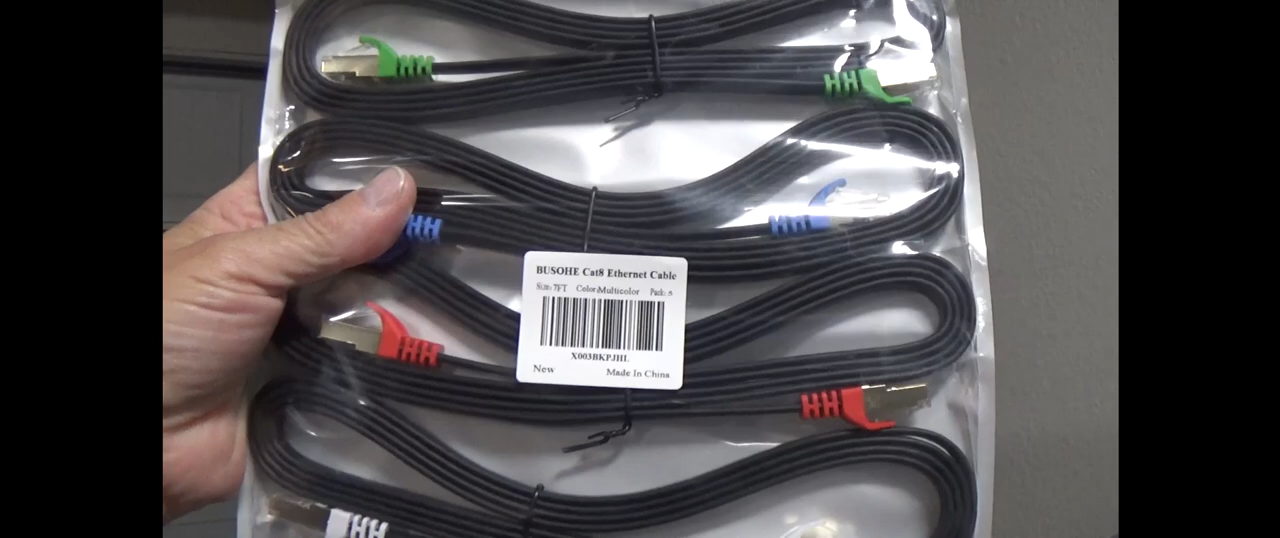 BUSOHE Cat8 Ethernet Cable
Size: 7FT Color:Multicolor Pack: 5
X003BKPJHL
New Made In China